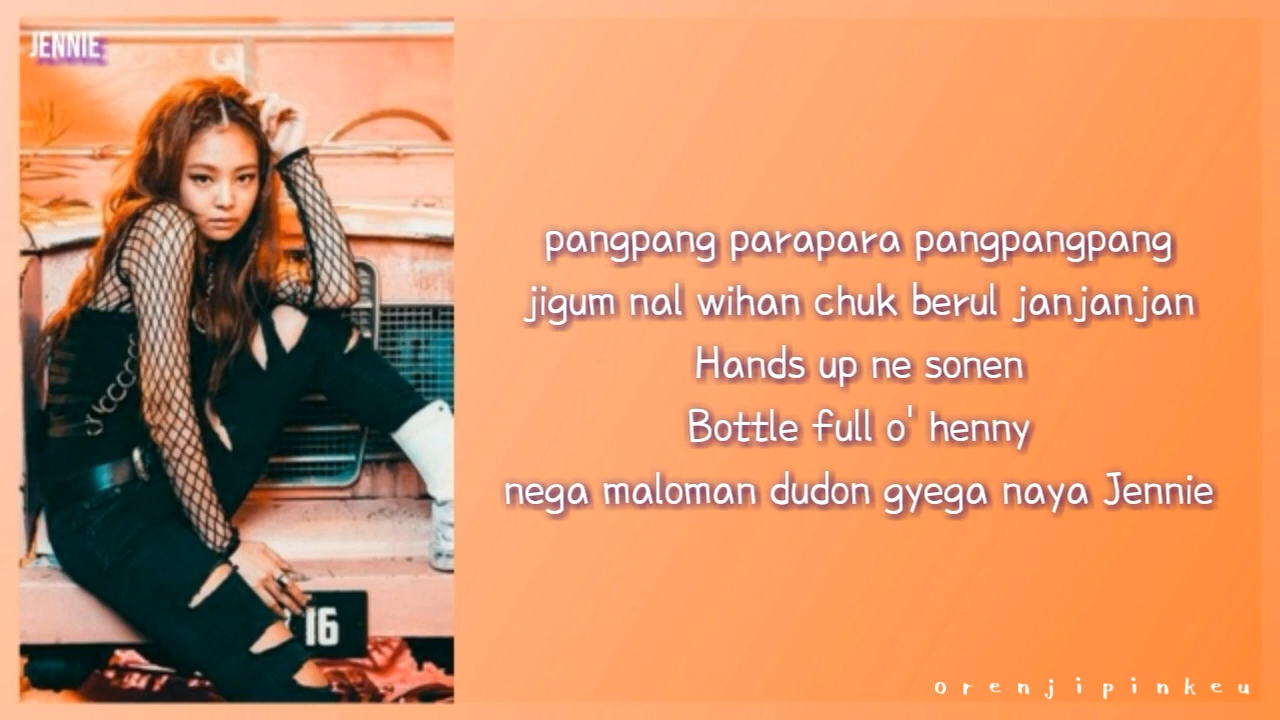 JENNIE
pangpang parapara pangpangpang
jigum nal wihan chuk berul janjanjan
Hands up ne sonen
Bottle full o' henny
nega maloman dudon gyega naya Jennie
16
orenjipinkeu